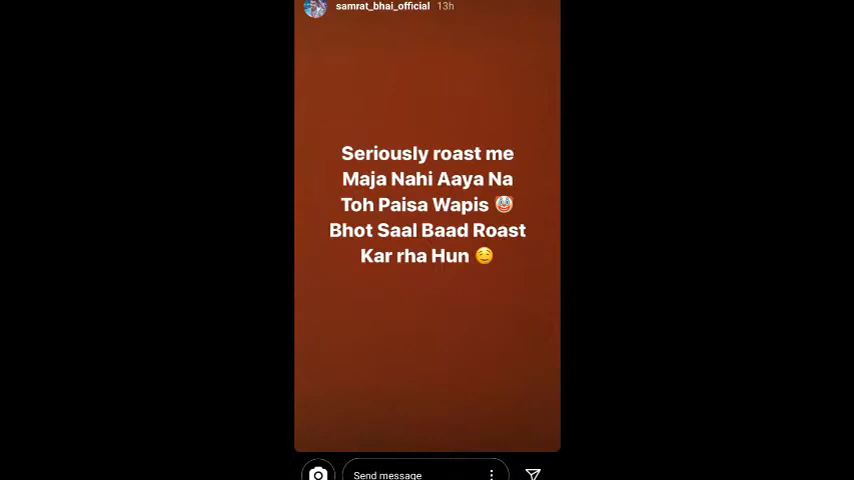 samrat_bhai_official 13h
Seriously roast me
Maja Nahi Aaya Na
Toh Paisa Wapis 🤡
Bhot Saal Baad Roast
Kar rha Hun 😌
Send message